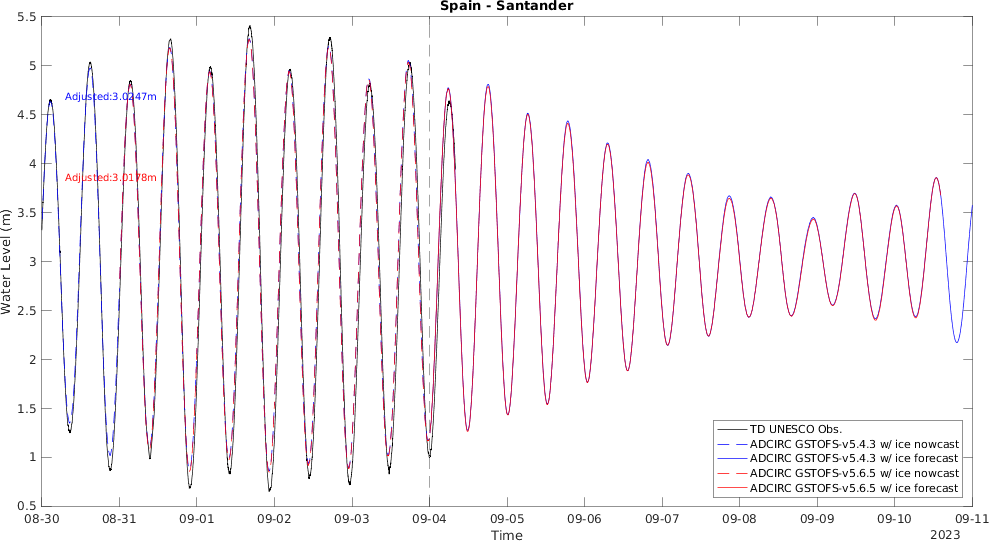 Spain - Santander
5.5
5
4.5
4
3.5
3
2.5
2
1.5
1
0.5
Water Level (m)
Adjusted:3.0247m
Adjusted:3.0178m
TD UNESCO Obs.
ADCIRC GSTOFS-v5.4.3 w/ ice nowcast
ADCIRC GSTOFS-v5.4.3 w/ ice forecast
ADCIRC GSTOFS-v5.6.5 w/ ice nowcast
ADCIRC GSTOFS-v5.6.5 w/ ice forecast
08-30 08-31 09-01 09-02 09-03 09-04 09-05 09-06 09-07 09-08 09-09 09-10 09-11
Time
2023